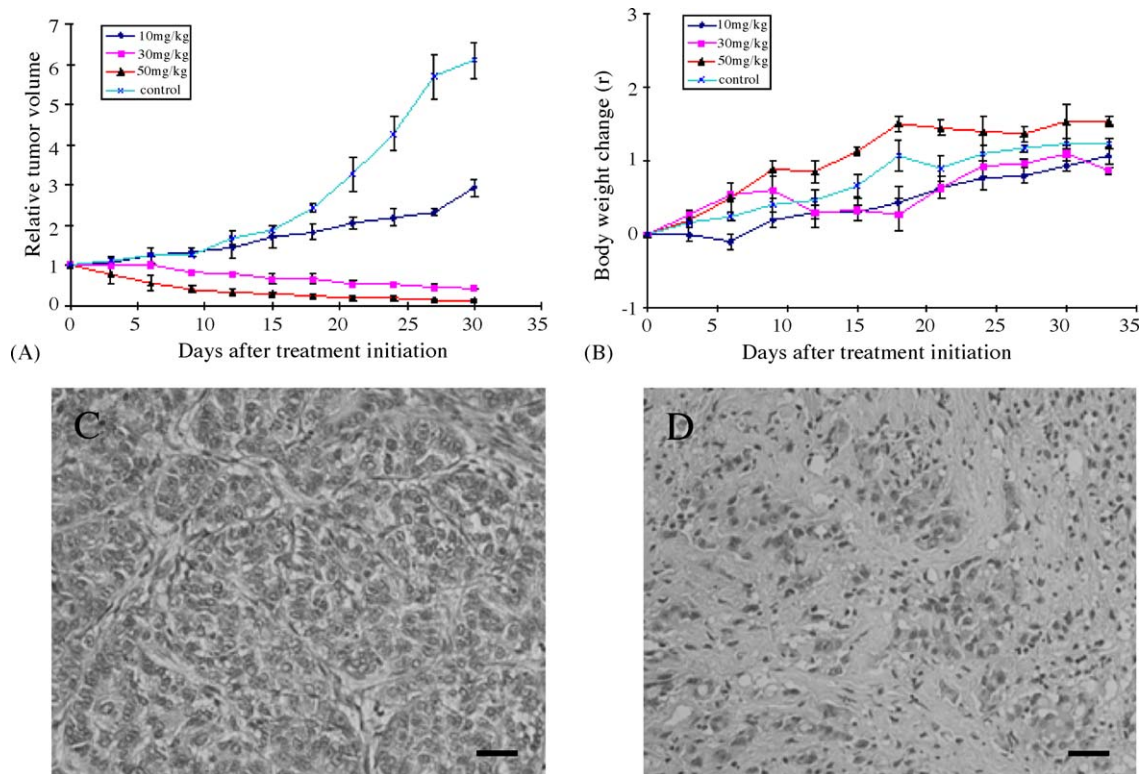 7
6
5
4
3
2
1
0
Relative tumor volume
10mg/kg
30mg/kg
50mg/kg
control
0 5 10 15 20 25 30 35
Days after treatment initiation
(A)
3
2
1
0
-1
Body weight change (r)
10mg/kg
30mg/kg
50mg/kg
control
0 5 10 15 20 25 30 35
Days after treatment initiation
(B)
C
D